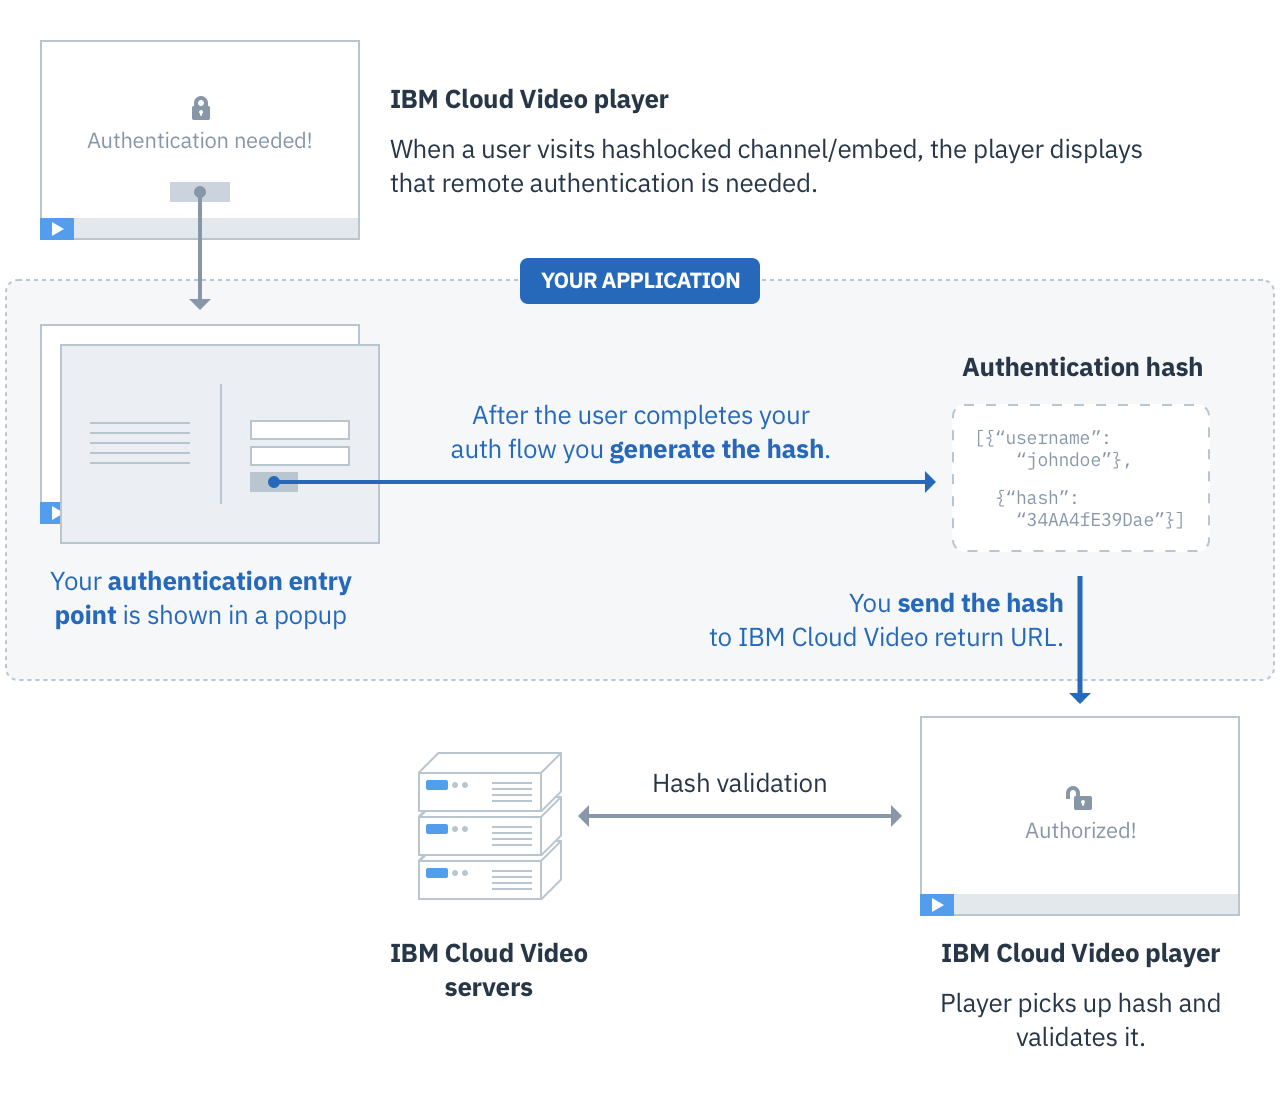 Authentication needed!
IBM Cloud Video player
When a user visits hashlocked channel/embed, the player displays
that remote authentication is needed.
YOUR APPLICATION
After the user completes your
auth flow you generate the hash.
Authentication hash
[{“username”:
“johndoe”},
{“hash”:
“34AA4fE39Dae”}]
Your authentication entry
point is shown in a popup
You send the hash
to IBM Cloud Video return URL.
Hash validation
Authorized!
IBM Cloud Video
servers
IBM Cloud Video player
Player picks up hash and
validates it.